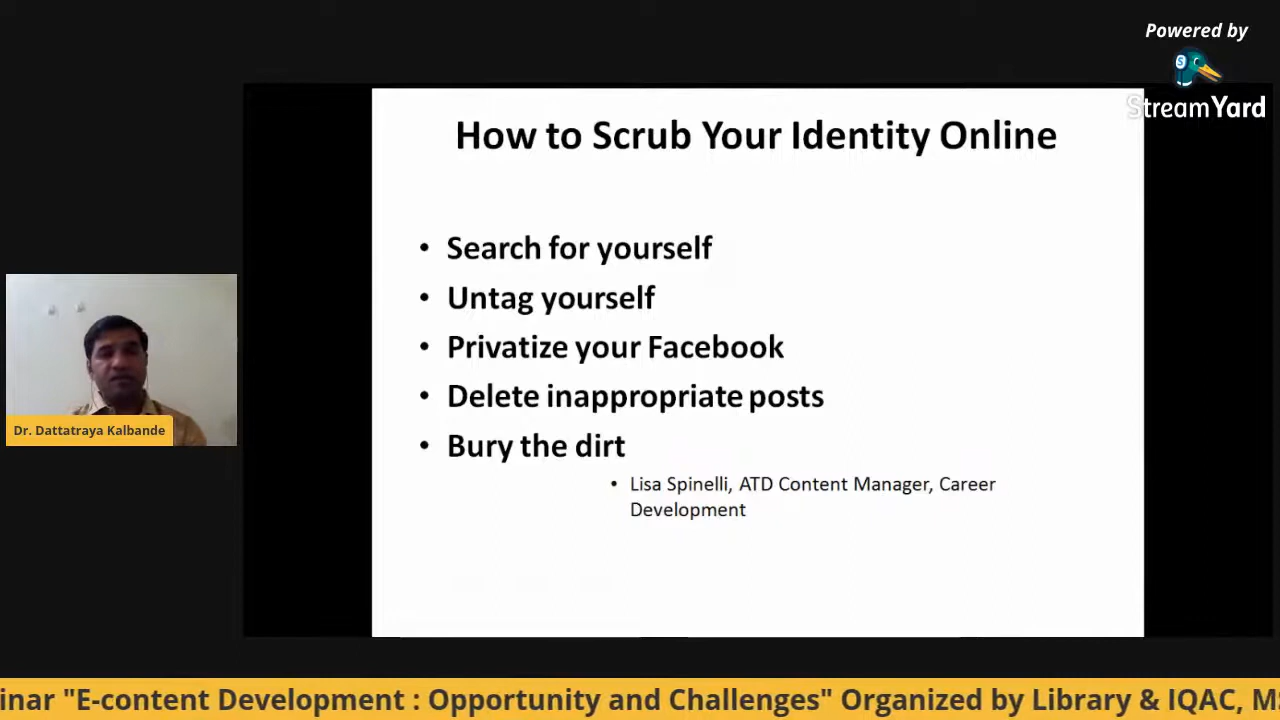 Powered by
StreamYard
How to Scrub Your Identity Online
• Search for yourself
• Untag yourself
• Privatize your Facebook
• Delete inappropriate posts
• Bury the dirt
• Lisa Spinelli, ATD Content Manager, Career
Development
Dr. Dattatraya Kalbande
inar "E-content Development : Opportunity and Challenges" Organized by Library & IQAC, M